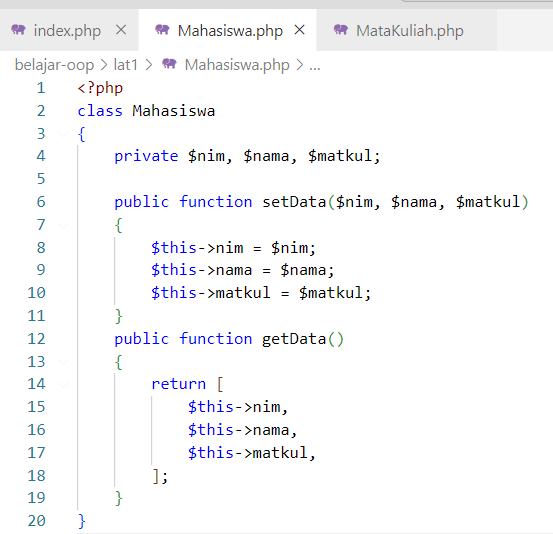 index.php Mahasiswa.php MataKuliah.php
belajar-oop > lat1 > Mahasiswa.php > ...
1 <?php
2 class Mahasiswa
3 {
4     private $nim, $nama, $matkul;
5
6     public function setData($nim, $nama, $matkul)
7     {
8         $this->nim = $nim;
9         $this->nama = $nama;
10         $this->matkul = $matkul;
11     }
12     public function getData()
13     {
14         return [
15             $this->nim,
16             $this->nama,
17             $this->matkul,
18         ];
19     }
20 }